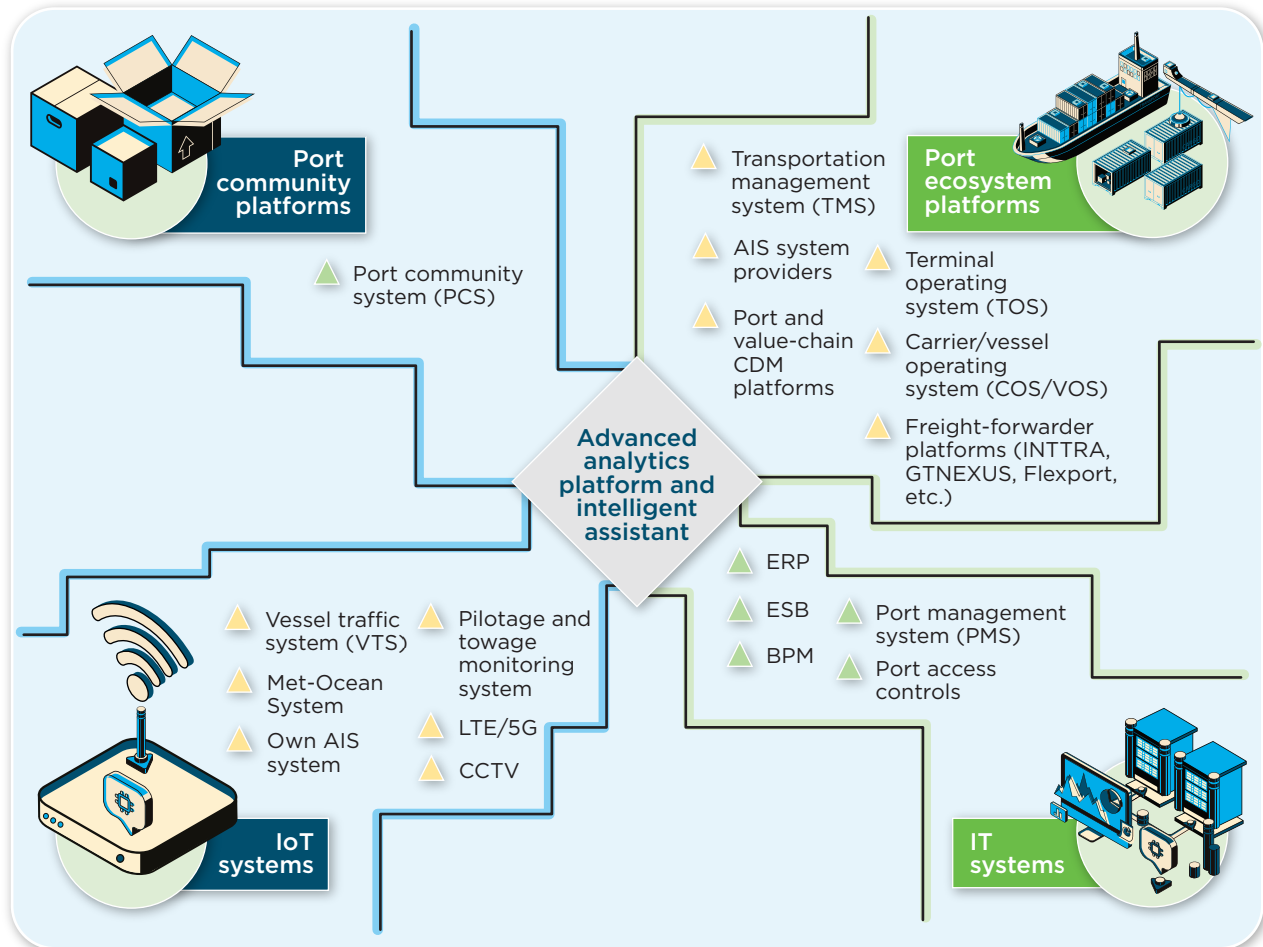 Port
community
platforms
Port community
system (PCS)
Transportation
management
system (TMS)
AIS system
providers
Port and
value-chain
CDM
platforms
Port
ecosystem
platforms
Terminal
operating
system (TOS)
Carrier/vessel
operating
system (COS/VOS)
Freight-forwarder
platforms (INTTRA,
GTNEXUS, Flexport,
etc.)
Advanced
analytics
platform and
intelligent
assistant
Vessel traffic
system (VTS)
Met-Ocean
System
Own AIS
system
Pilotage and
towage
monitoring
system
LTE/5G
CCTV
IoT
systems
ERP
ESB
BPM
Port management
system (PMS)
Port access
controls
IT
systems